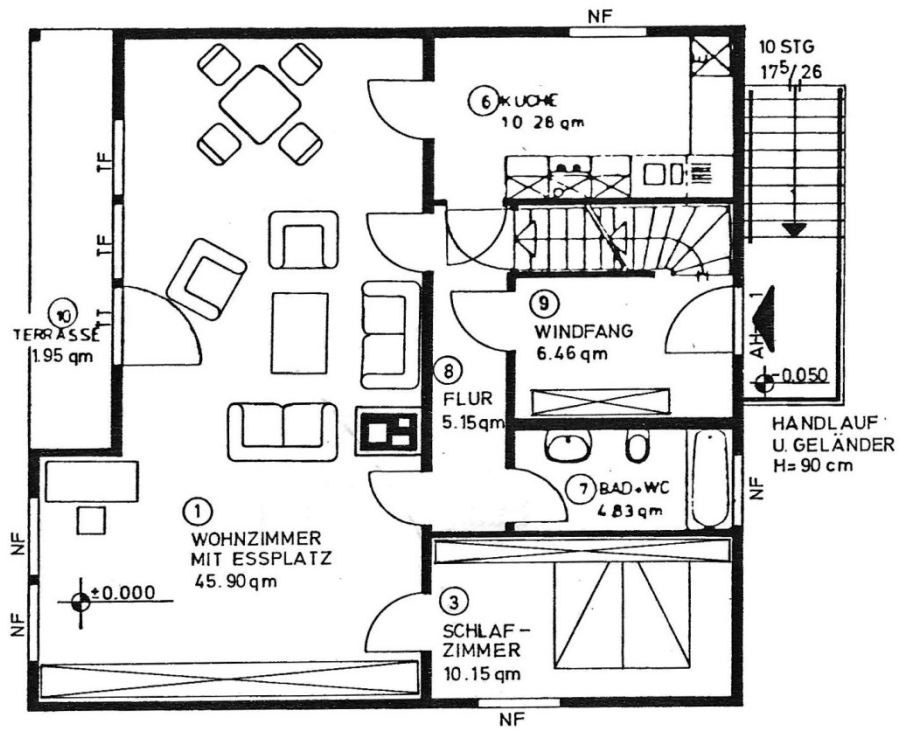 NF
10 STG
17⁵/26
6 KUCHE
10.28 qm
TF
TF
10
TERRASSE
1.95 qm
9
WINDFANG
6.46 qm
AH 1
-0.050
8
FLUR
5.15 qm
HANDLAUF
U. GELÄNDER
H= 90 cm
7 BAD+WC
4.83 qm
NF
1
WOHNZIMMER
MIT ESSPLATZ
45.90 qm
NF
±0.000
NF
3
SCHLAF-
ZIMMER
10.15 qm
NF